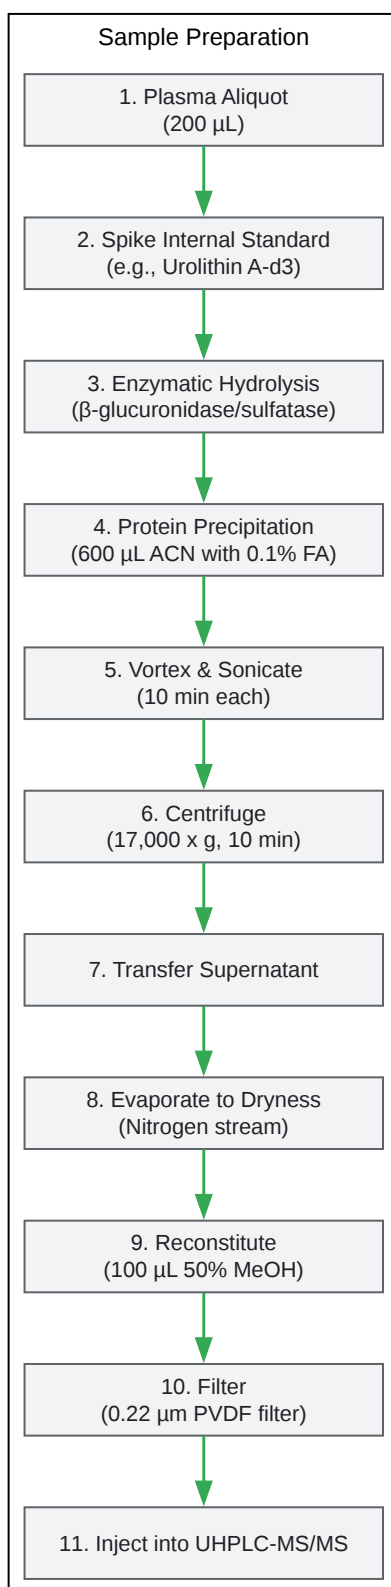 Sample Preparation
1. Plasma Aliquot
(200 µL)
2. Spike Internal Standard
(e.g., Urolithin A-d3)
3. Enzymatic Hydrolysis
(β-glucuronidase/sulfatase)
4. Protein Precipitation
(600 µL ACN with 0.1% FA)
5. Vortex & Sonicate
(10 min each)
6. Centrifuge
(17,000 x g, 10 min)
7. Transfer Supernatant
8. Evaporate to Dryness
(Nitrogen stream)
9. Reconstitute
(100 µL 50% MeOH)
10. Filter
(0.22 µm PVDF filter)
11. Inject into UHPLC-MS/MS